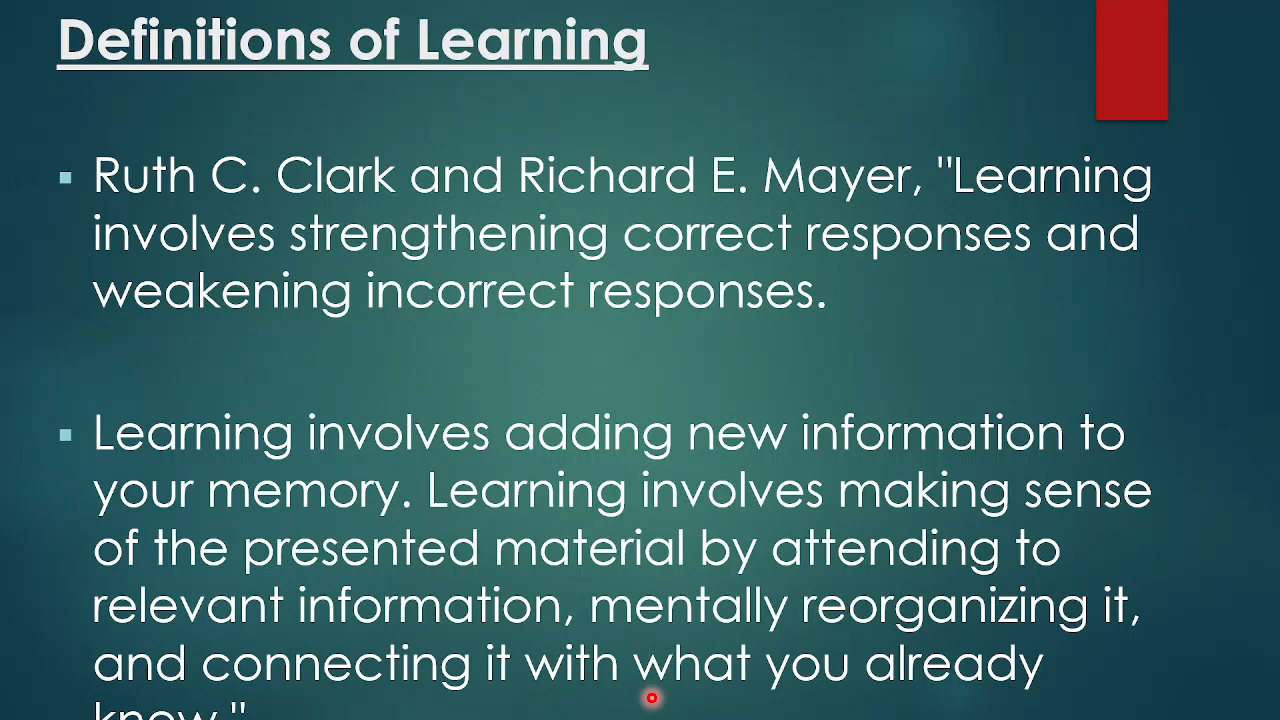 Definitions of Learning
Ruth C. Clark and Richard E. Mayer, "Learning
involves strengthening correct responses and
weakening incorrect responses.
Learning involves adding new information to
your memory. Learning involves making sense
of the presented material by attending to
relevant information, mentally reorganizing it,
and connecting it with what you already
know."